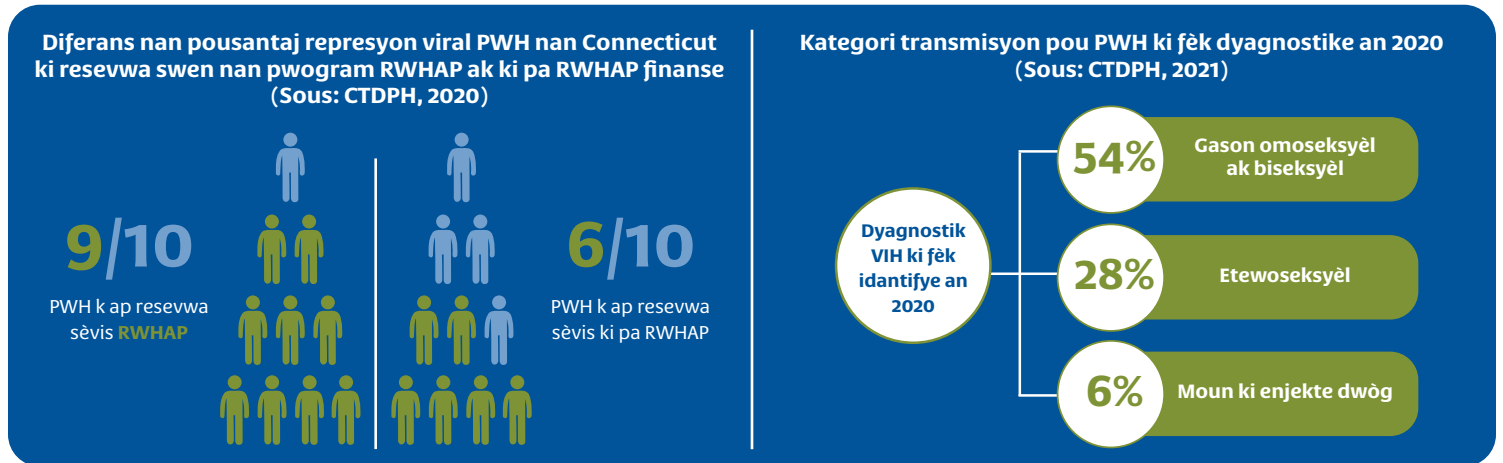 Diferans nan pousantaj represyon viral PWH nan Connecticut
ki resevwa swen nan pwogram RWHAP ak ki pa RWHAP finanse
(Sous: CTDPH, 2020)
9/10
PWH k ap resevwa
sèvis RWHAP
6/10
PWH k ap resevwa
sèvis ki pa RWHAP
Kategori transmisyon pou PWH ki fèk dyagnostike an 2020
(Sous: CTDPH, 2021)
Dyagnostik
VIH ki fèk
idantifye an
2020
54%
Gason omoseksyèl
ak biseksyèl
28%
Etewoseksyèl
6%
Moun ki enjekte dwòg